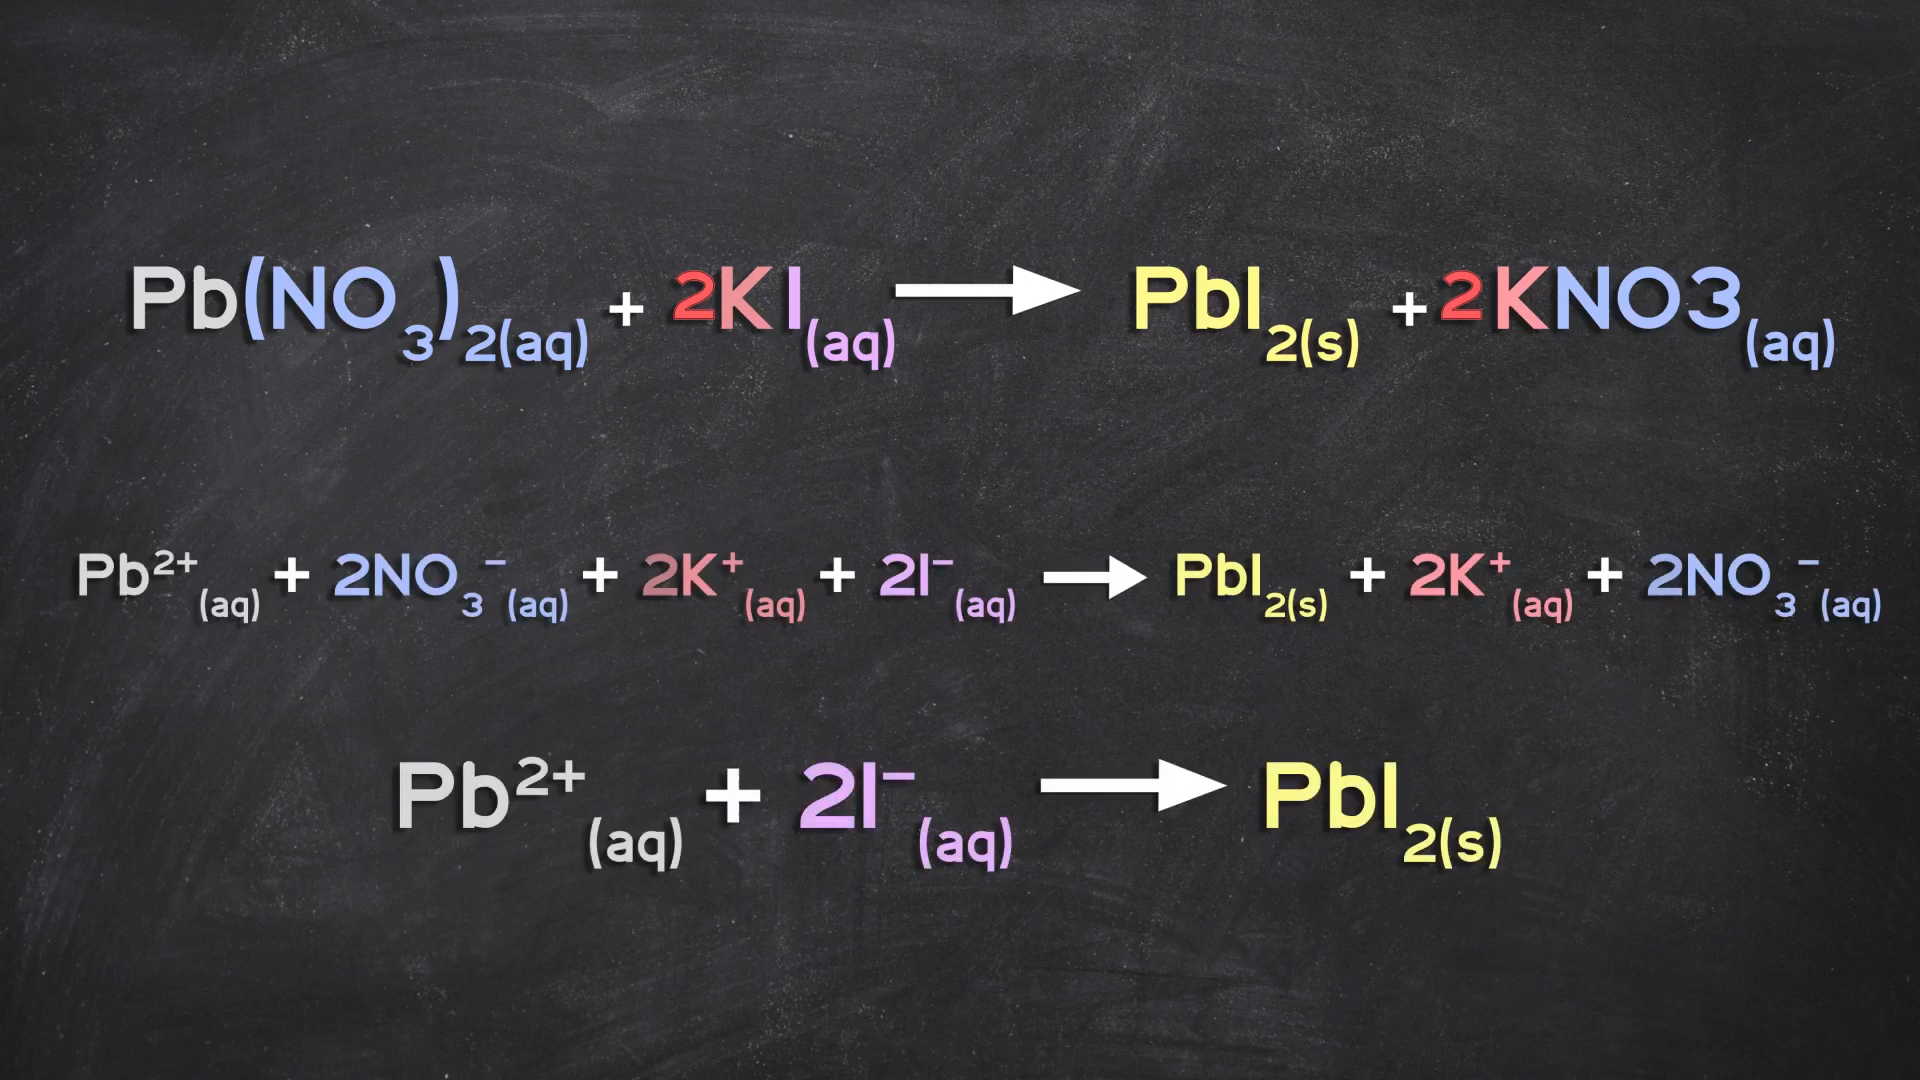 Pb(NO₃)₂(aq) + 2KI(aq) → PbI₂(s) + 2KNO3(aq)
Pb²⁺(aq) + 2NO₃⁻(aq) + 2K⁺(aq) + 2I⁻(aq) → PbI₂(s) + 2K⁺(aq) + 2NO₃⁻(aq)
Pb²⁺(aq) + 2I⁻(aq) → PbI₂(s)